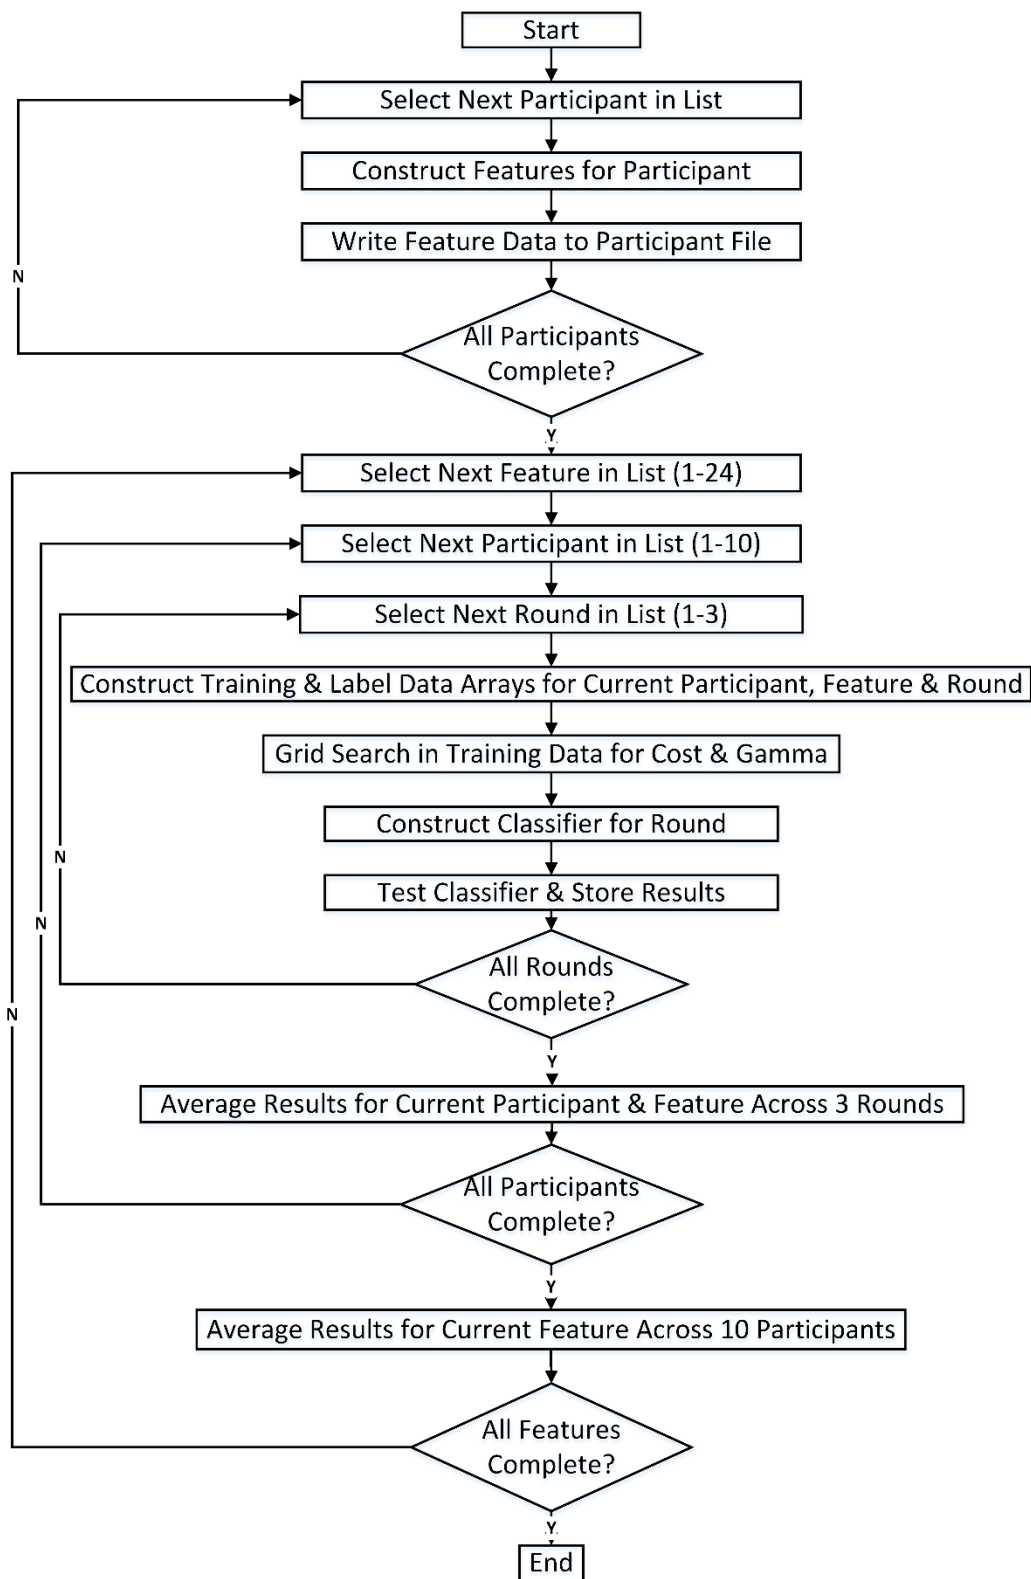 Start
Select Next Participant in List
Construct Features for Participant
Write Feature Data to Participant File
N
All Participants
Complete?
Y
Select Next Feature in List (1-24)
Select Next Participant in List (1-10)
Select Next Round in List (1-3)
Construct Training & Label Data Arrays for Current Participant, Feature & Round
Grid Search in Training Data for Cost & Gamma
Construct Classifier for Round
N
Test Classifier & Store Results
N
All Rounds
Complete?
N
Y
Average Results for Current Participant & Feature Across 3 Rounds
All Participants
Complete?
Y
Average Results for Current Feature Across 10 Participants
All Features
Complete?
Y
End